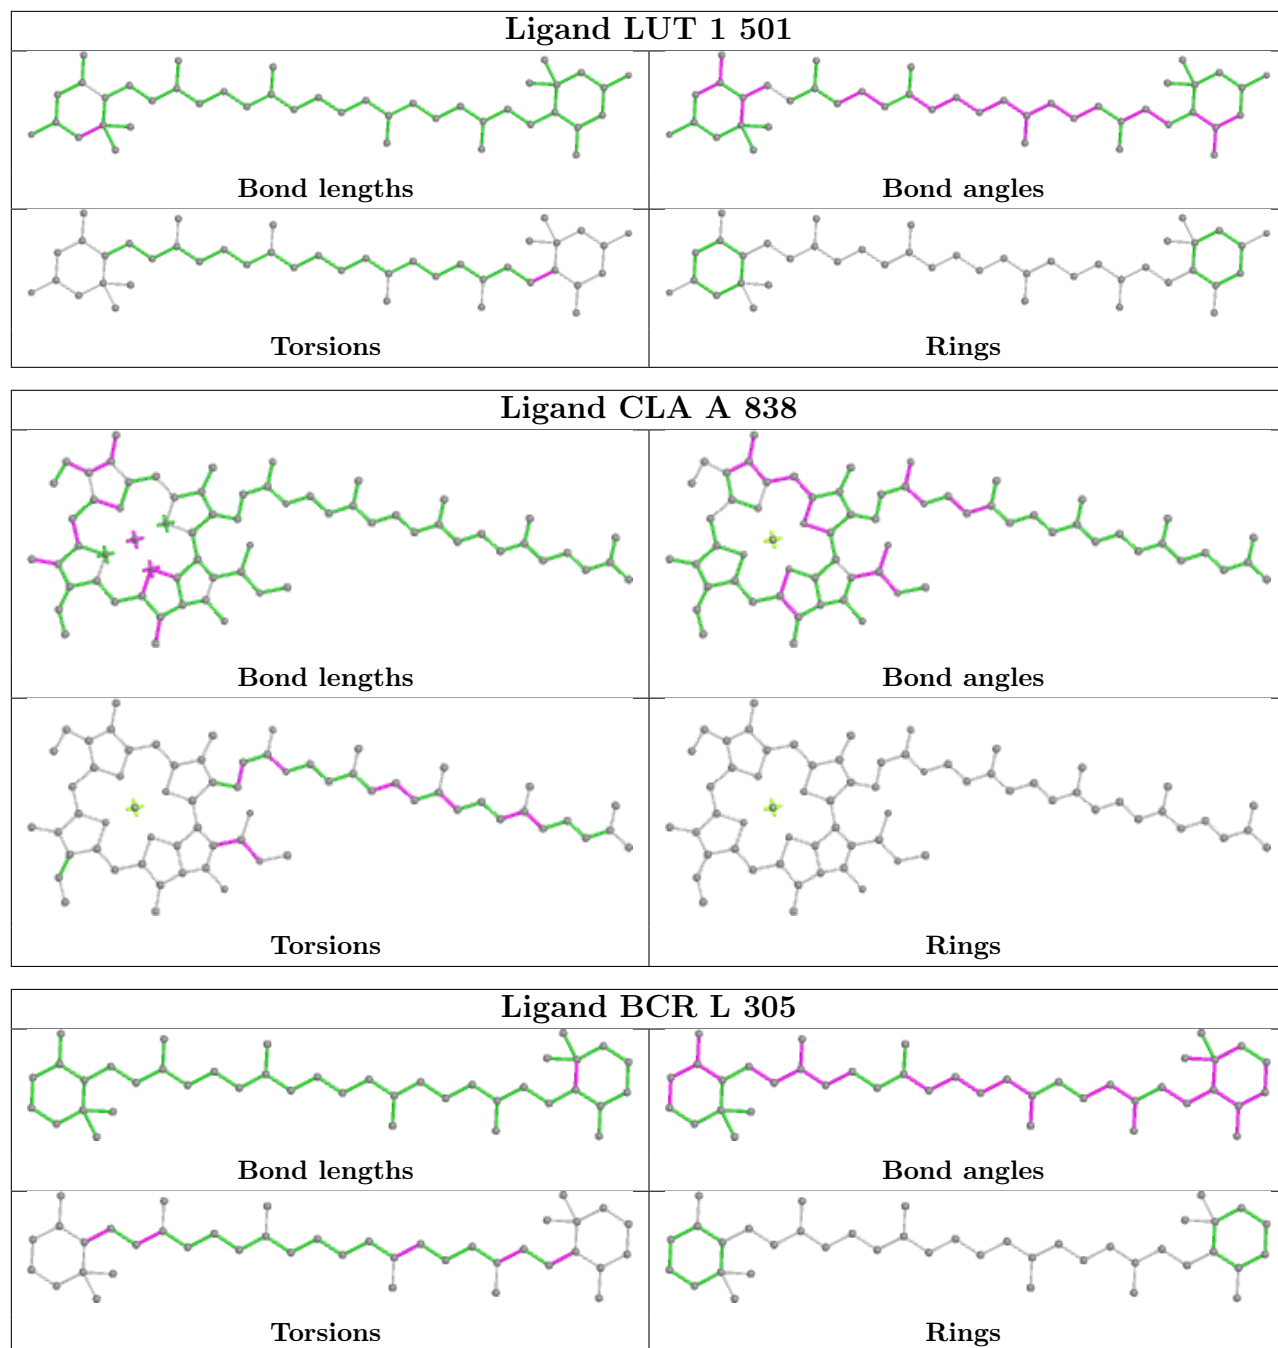 Ligand LUT 1 501
Bond lengths
Bond angles
Torsions
Rings
Ligand CLA A 838
Bond lengths
Bond angles
Torsions
Rings
Ligand BCR L 305
Bond lengths
Bond angles
Torsions
Rings